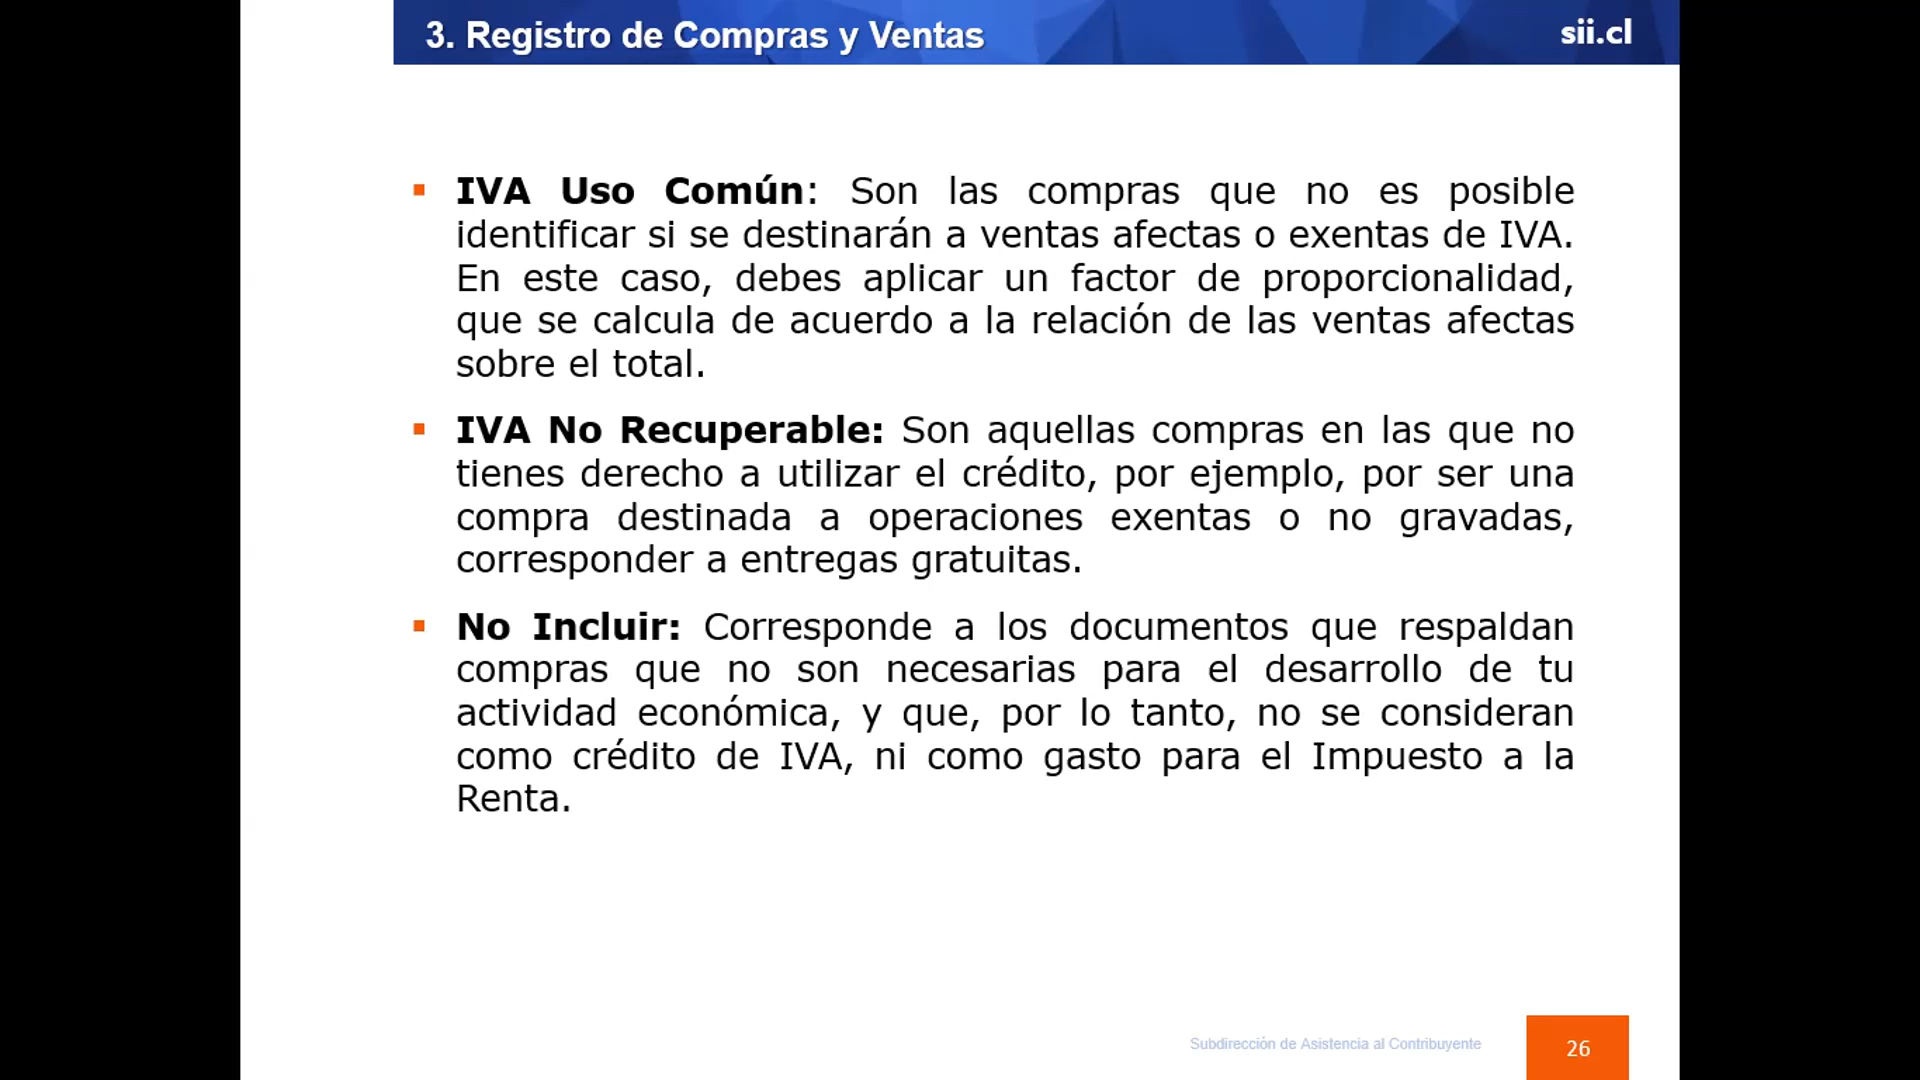 3. Registro de Compras y Ventas
sii.cl
▪ IVA Uso Común: Son las compras que no es posible
identificar si se destinarán a ventas afectas o exentas de IVA.
En este caso, debes aplicar un factor de proporcionalidad,
que se calcula de acuerdo a la relación de las ventas afectas
sobre el total.
▪ IVA No Recuperable: Son aquellas compras en las que no
tienes derecho a utilizar el crédito, por ejemplo, por ser una
compra destinada a operaciones exentas o no gravadas,
corresponder a entregas gratuitas.
▪ No Incluir: Corresponde a los documentos que respaldan
compras que no son necesarias para el desarrollo de tu
actividad económica, y que, por lo tanto, no se consideran
como crédito de IVA, ni como gasto para el Impuesto a la
Renta.
Subdirección de Asistencia al Contribuyente
26